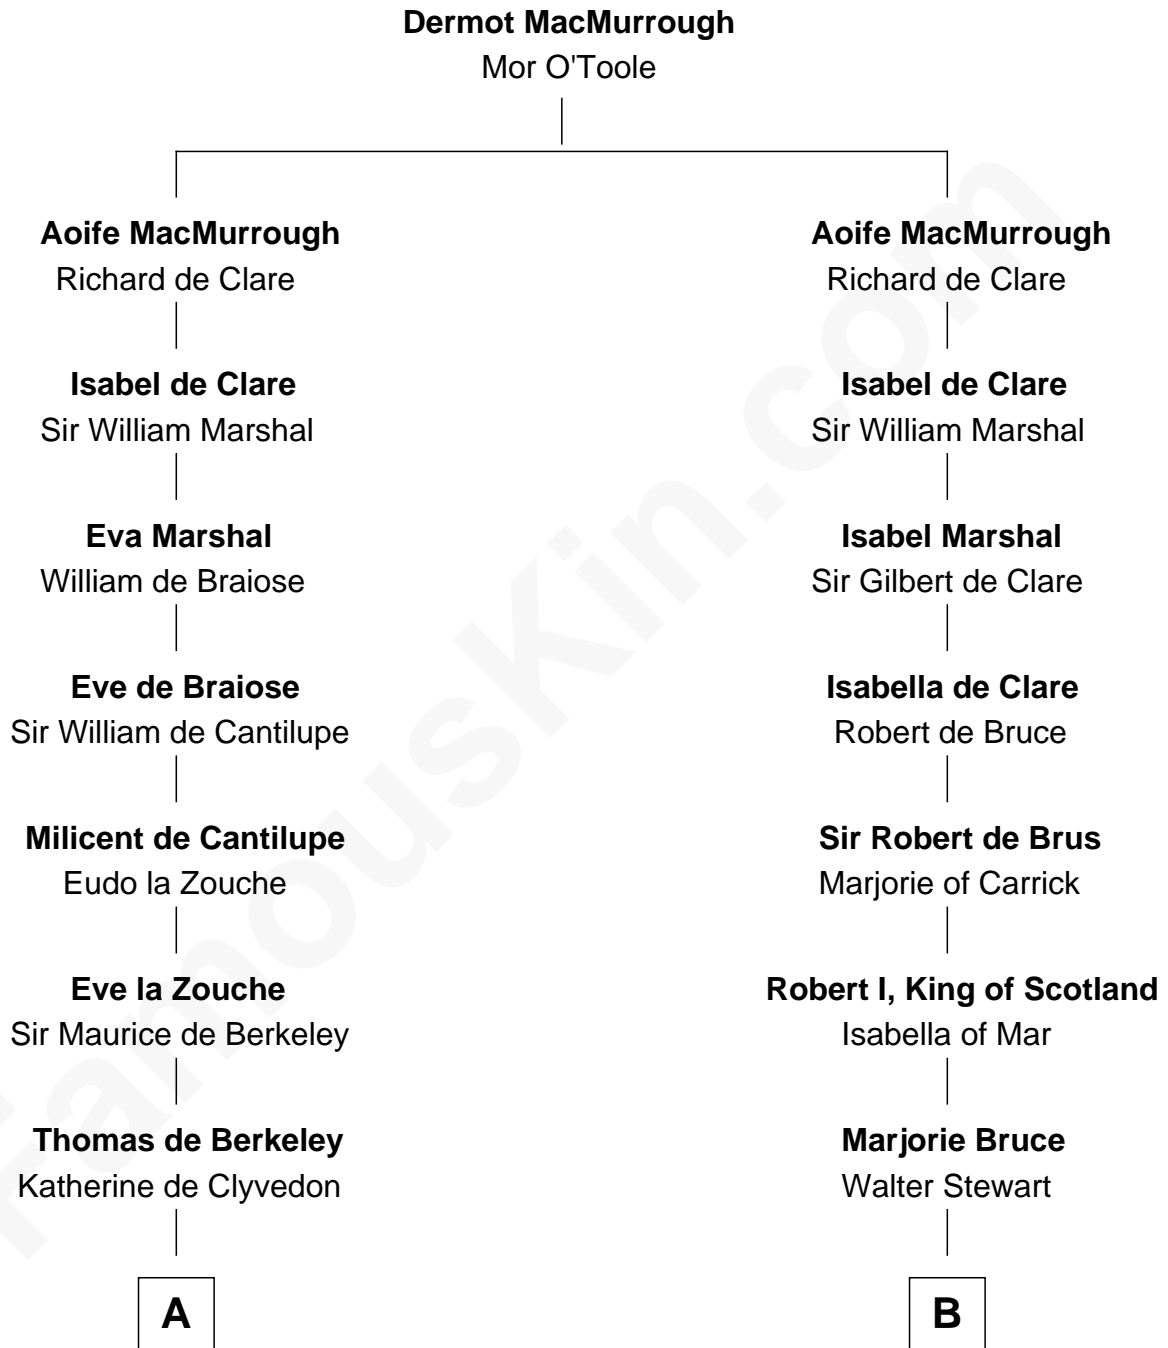 Dermot MacMurrough
Mor O'Toole
Aoife MacMurrough
Richard de Clare
Isabel de Clare
Sir William Marshal
Eva Marshal
William de Braiose
Eve de Braiose
Sir William de Cantilupe
Milicent de Cantilupe
Eudo la Zouche
Eve la Zouche
Sir Maurice de Berkeley
Thomas de Berkeley
Katherine de Clyvedon
A
Aoife MacMurrough
Richard de Clare
Isabel de Clare
Sir William Marshal
Isabel Marshal
Sir Gilbert de Clare
Isabella de Clare
Robert de Bruce
Sir Robert de Brus
Marjorie of Carrick
Robert I, King of Scotland
Isabella of Mar
Marjorie Bruce
Walter Stewart
B
FamousKin.com